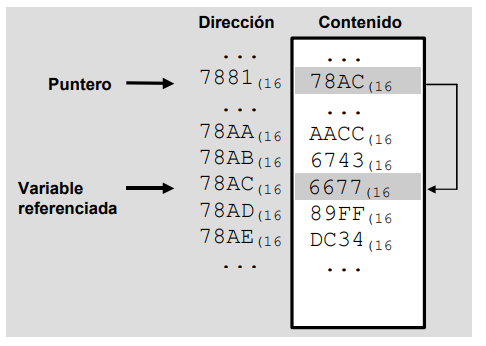 Dirección Contenido
... ...
Puntero 7881(16 78AC(16
... ...
78AA(16 AACC(16
78AB(16 6743(16
Variable referenciada 78AC(16 6677(16
78AD(16 89FF(16
78AE(16 DC34(16
... ...